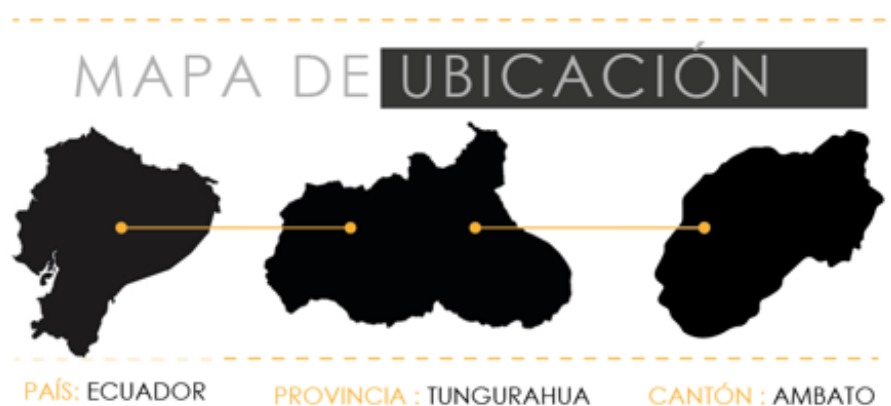 MAPA DE UBICACIÓN
PAÍS: ECUADOR
PROVINCIA : TUNGURAHUA
CANTÓN : AMBATO